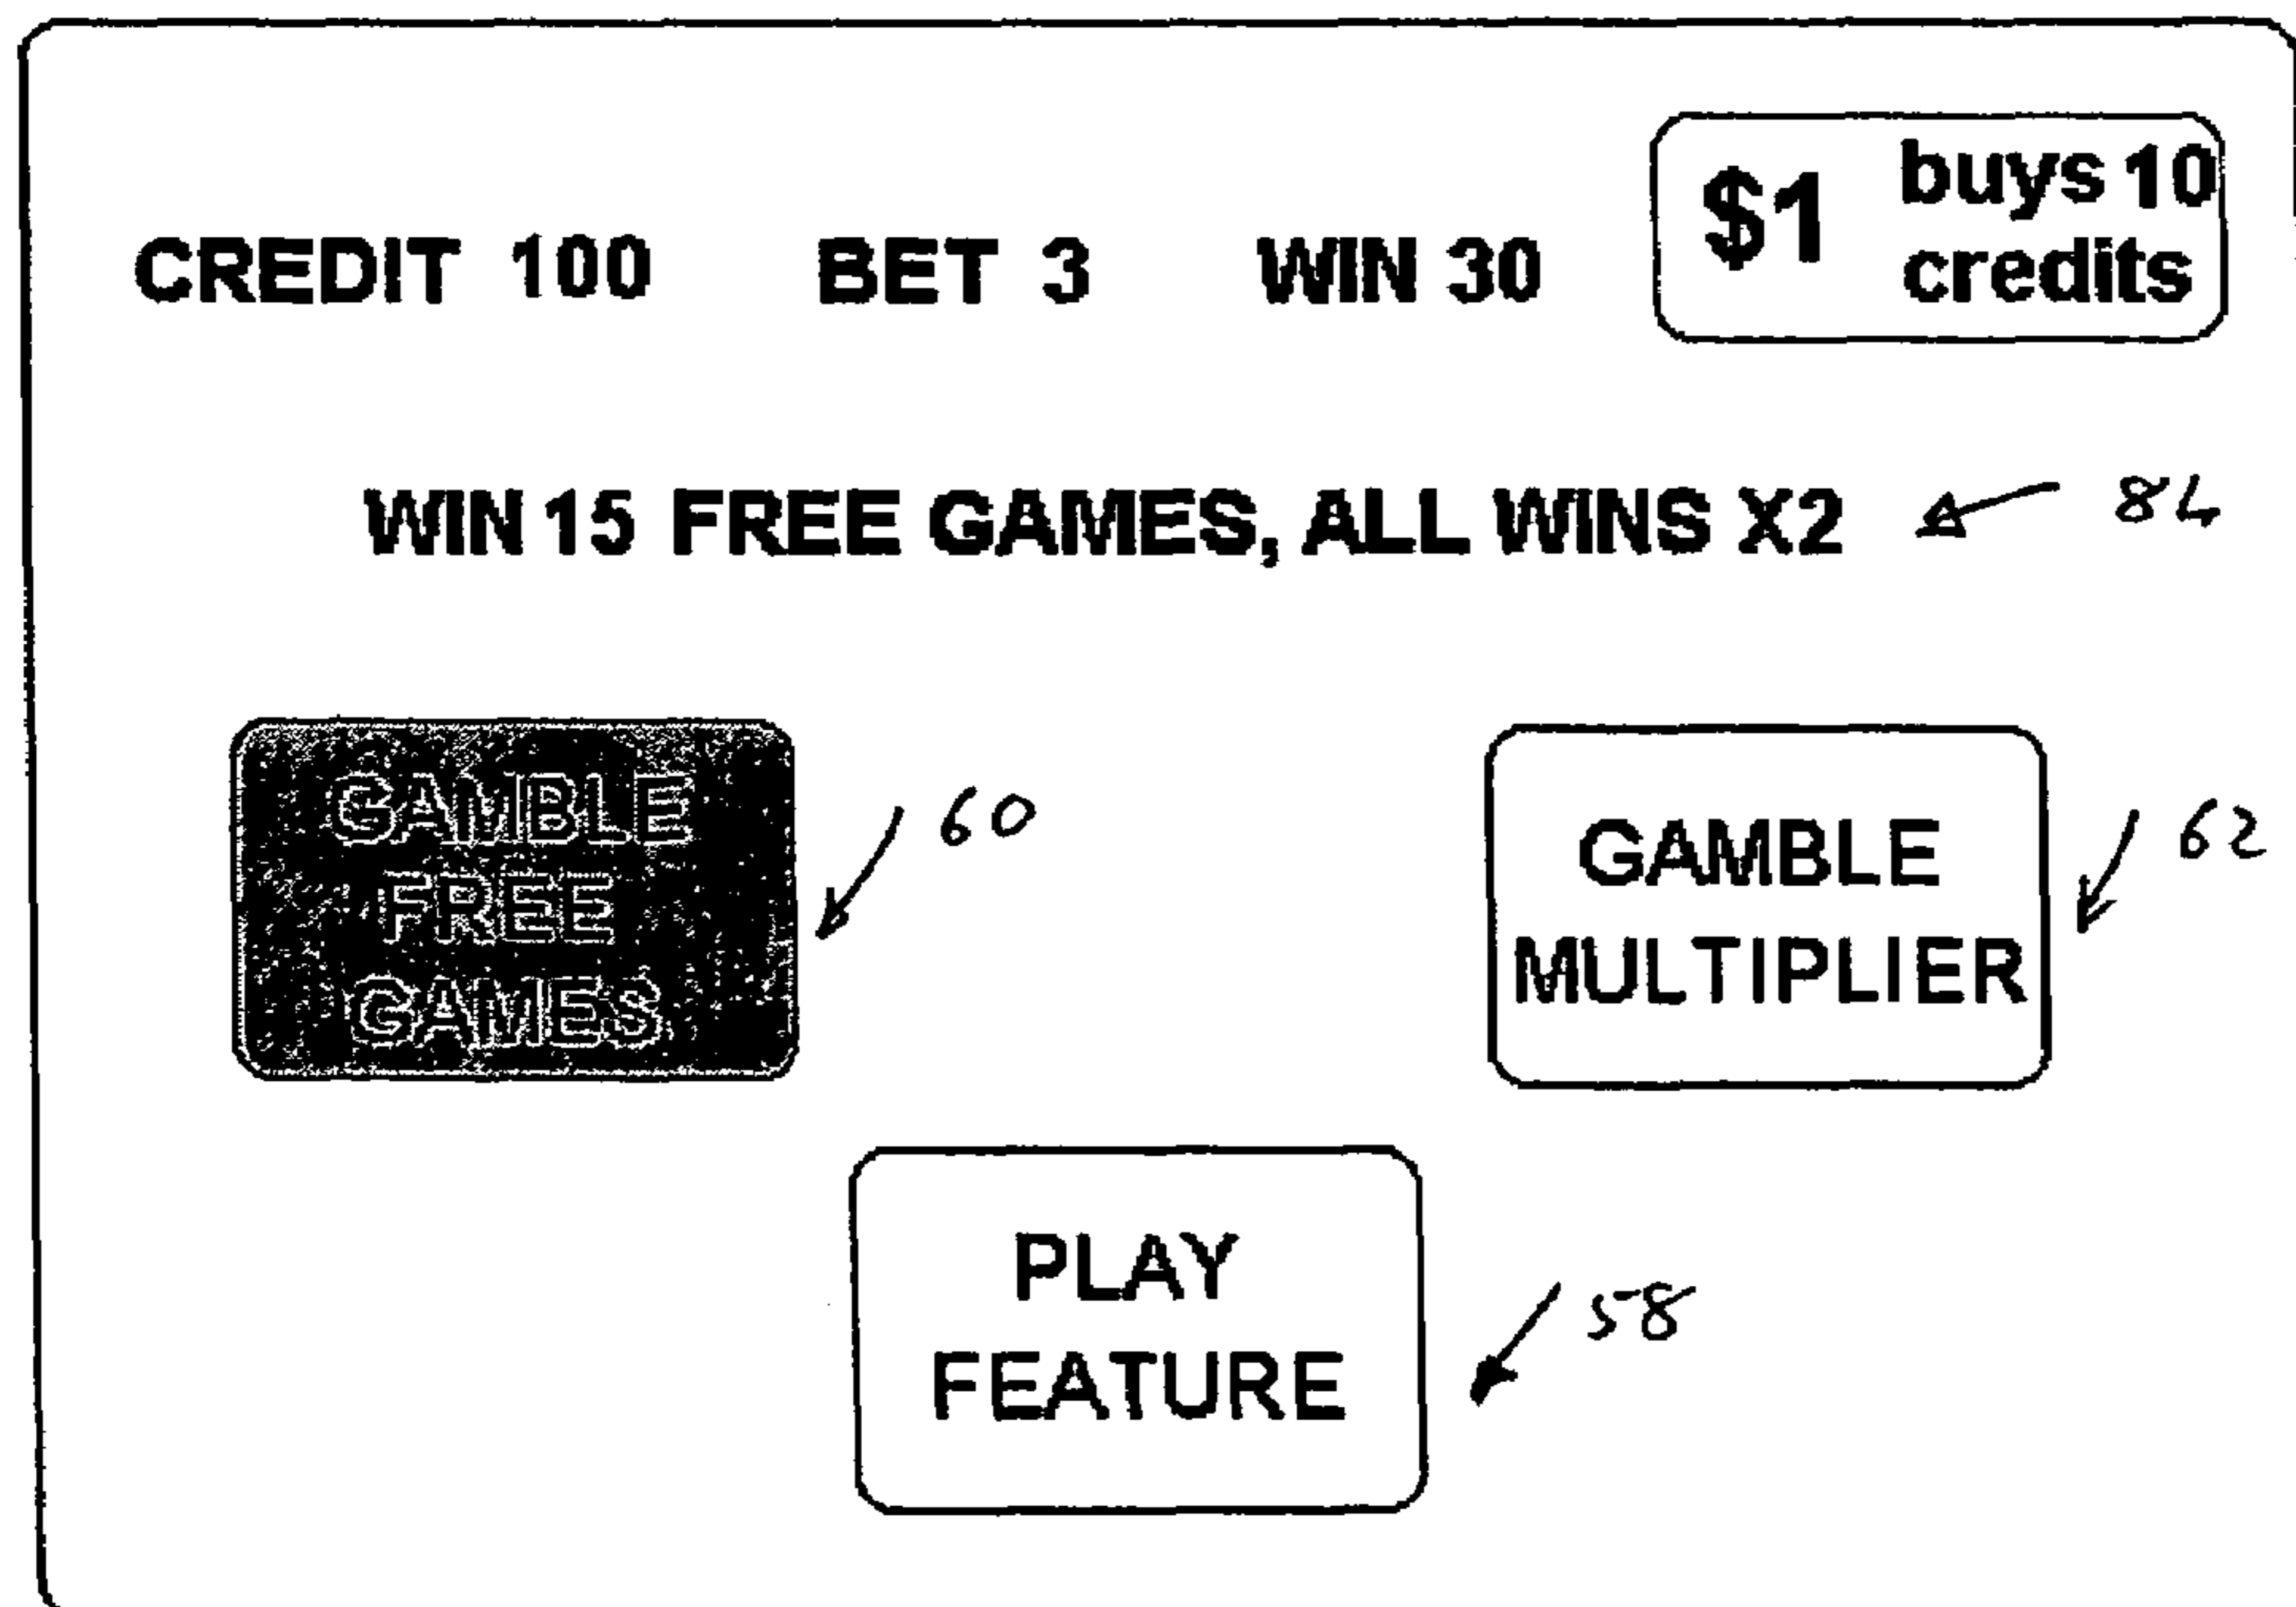 $1 buys 10
credits
CREDIT 100 BET 3 WIN 30
WIN 15 FREE GAMES, ALL WINS X2
84
GAMBLE
FREE
GAMES
60
GAMBLE
MULTIPLIER
62
PLAY
FEATURE
58